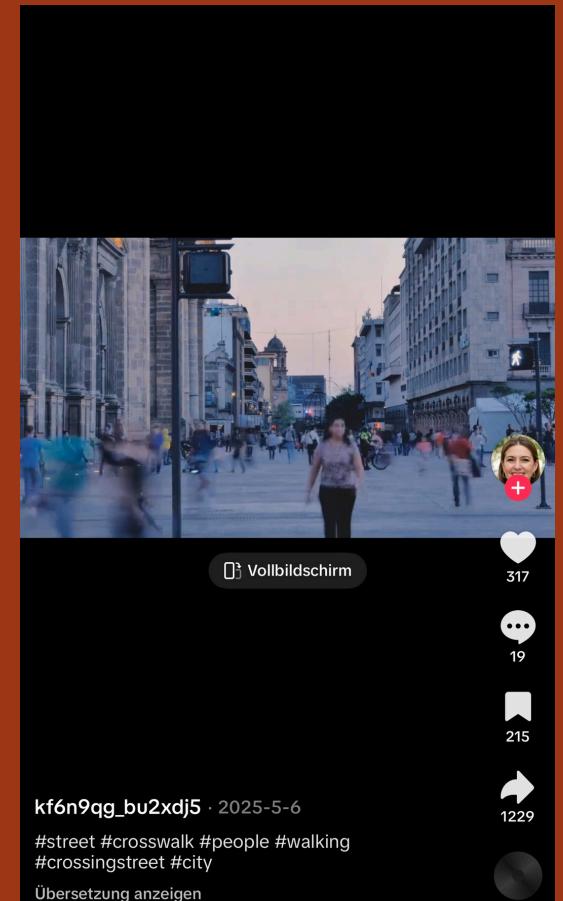 Vollbildschirm
317
19
215
1229
kf6n9qg_bu2xdj5 · 2025-5-6
#street #crosswalk #people #walking
#crossingstreet #city
Übersetzung anzeigen